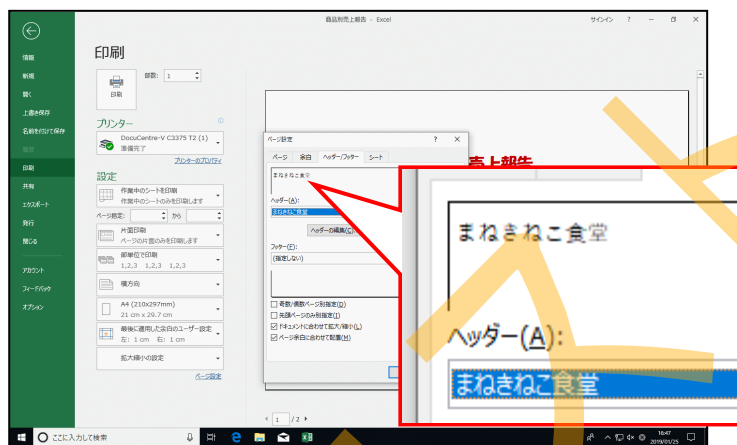 商品別売上報告 - Excel
サインイン ? － ロ ×
情報
新規
開く
上書き保存
名前を付けて保存
履歴
印刷
共有
エクスポート
発行
閉じる
アカウント
フィードバック
オプション
印刷
印刷
部数: 1
プリンター
DocuCentre-V C3375 T2 (1)
準備完了
プリンターのプロパティ
設定
作業中のシートを印刷
作業中のシートのみを印刷します
ページ指定: から
片面印刷
ページの片面のみを印刷します
部単位で印刷
1,2,3 1,2,3 1,2,3
横方向
A4 (210x297mm)
21 cm x 29.7 cm
最後に適用した余白のユーザー設定
左: 1 cm 右: 1 cm
拡大縮小の設定
ページ設定
売上報告
ページ設定 ? ×
ページ 余白 ヘッダー/フッター シート
まねきねこ食堂
ヘッダー(A):
まねきねこ食堂
ヘッダーの編集(C)
フッター(F):
(指定しない)
奇数/偶数ページ別指定(D)
先頭ページのみ別指定(I)
ドキュメントに合わせて拡大/縮小(L)
ページ余白に合わせて配置(M)
まねきねこ食堂
ヘッダー(A):
まねきねこ食堂
1 / 2
ここに入力して検索
16:47
2019/01/25